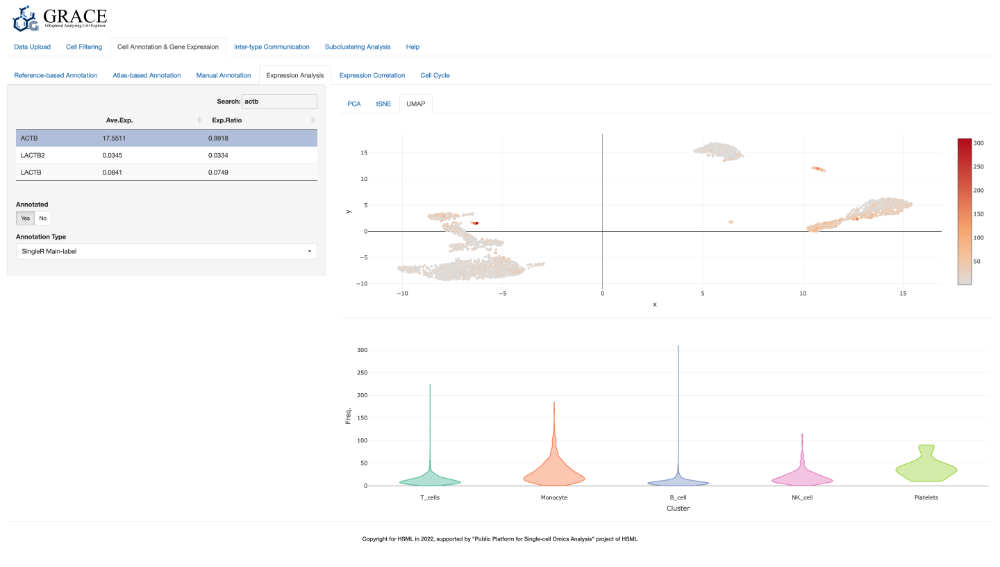 GRACE
GRaphical Analyzing Cell Explorer
Data Upload Cell Filtering Cell Annotation & Gene Expression Inter-type Communication Subclustering Analysis Help
Reference-based Annotation Atlas-based Annotation Manual Annotation Expression Analysis Expression Correlation Cell Cycle
Search: actb
Ave.Exp. Exp.Ratio
ACTB 17.5511 0.9918
LACTB2 0.0345 0.0334
LACTB 0.0841 0.0749
Annotated
Yes No
Annotation Type
SingleR Main-label
PCA tSNE UMAP
15
10
5
0
−5
−10
y
−10 −5 0 5 10 15
x
300
250
200
150
100
50
300
250
200
150
100
50
0
Freq.
T_cells Monocyte B_cell NK_cell Platelets
Cluster
Copyright for HSML in 2022, supported by "Public Platform for Single-cell Omics Analysis" project of HSML